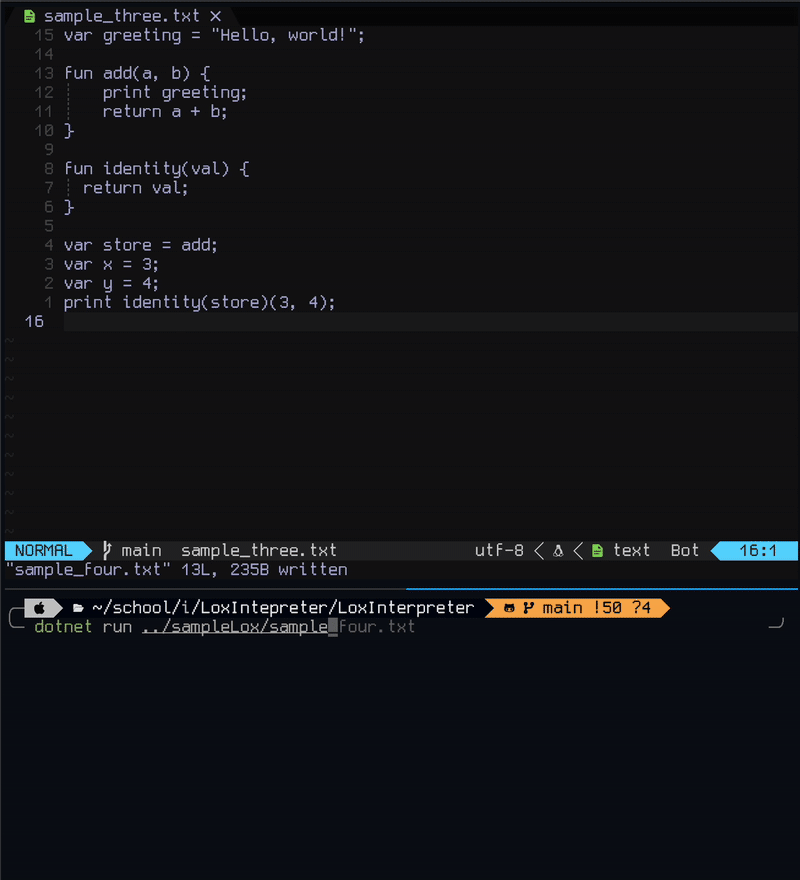 sample_three.txt ×
15 var greeting = "Hello, world!";
14
13 fun add(a, b) {
12     print greeting;
11     return a + b;
10 }
9
8 fun identity(val) {
7   return val;
6 }
5
4 var store = add;
3 var x = 3;
2 var y = 4;
1 print identity(store)(3, 4);
16
~
~
~
~
~
~
~
~
~
~
~
NORMAL main sample_three.txt utf-8 < < text Bot 16:1
"sample_four.txt" 13L, 235B written
~/school/i/LoxIntepreter/LoxInterpreter main !50 ?4
dotnet run ../sampleLox/sample_four.txt